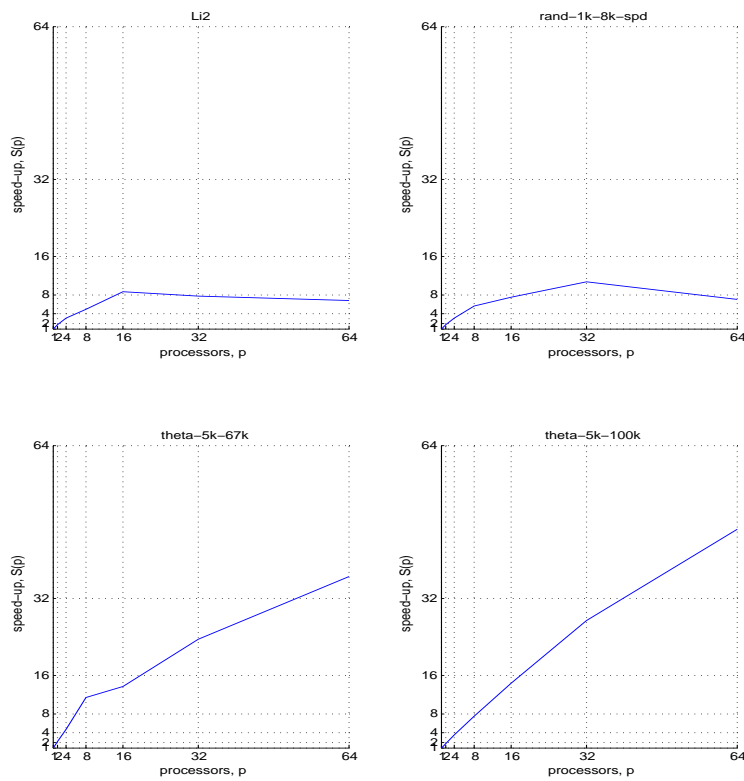 Li2
64
32
16
8
4
2
1
speed-up, S(p)
1 2 4 8 16 32 64
processors, p
rand-1k-8k-spd
64
32
16
8
4
2
1
speed-up, S(p)
1 2 4 8 16 32 64
processors, p
theta-5k-67k
64
32
16
8
4
2
1
speed-up, S(p)
1 2 4 8 16 32 64
processors, p
theta-5k-100k
64
32
16
8
4
2
1
speed-up, S(p)
1 2 4 8 16 32 64
processors, p